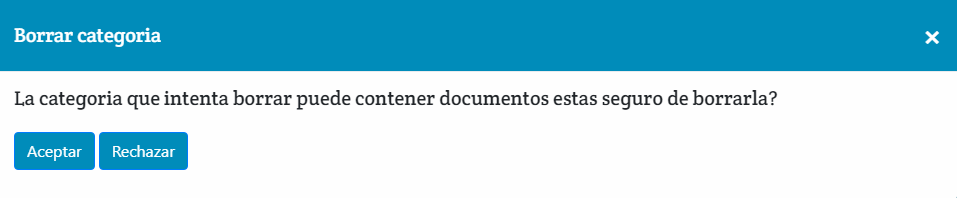 Borrar categoria
La categoria que intenta borrar puede contener documentos estas seguro de borrarla?
Aceptar Rechazar